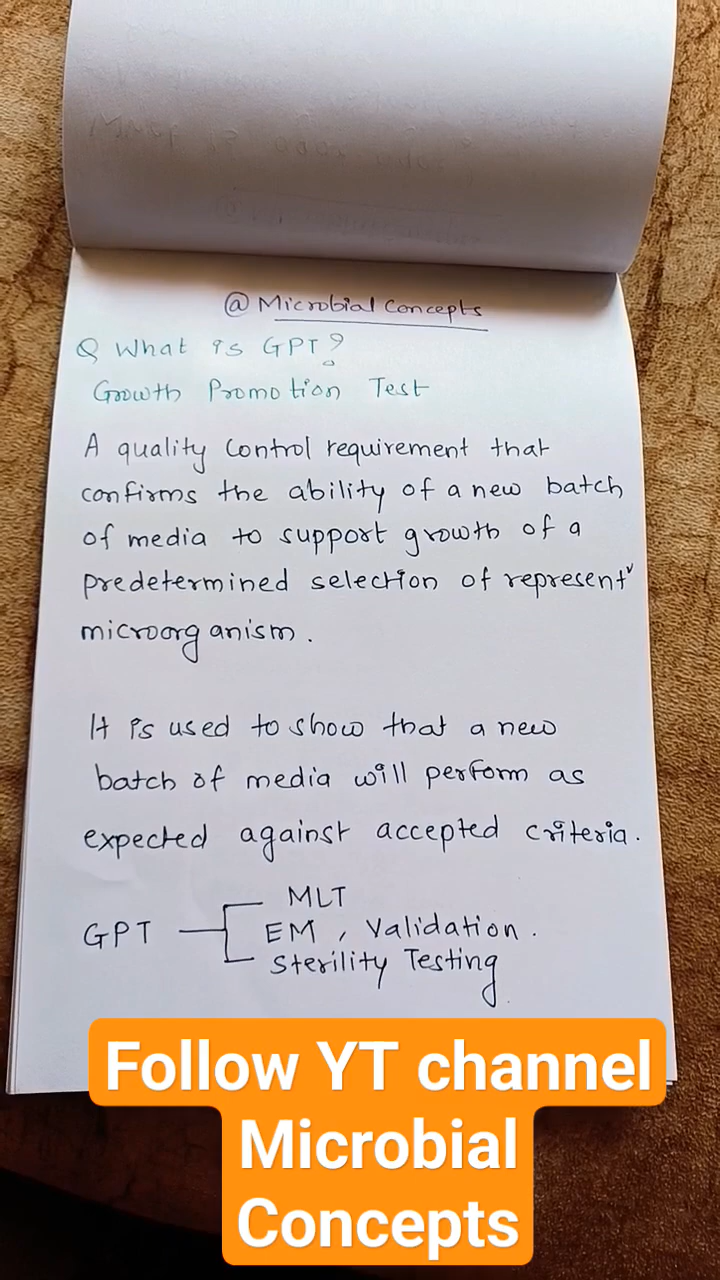 @ Microbial Concepts
Q What is GPT?
Growth Promotion Test
A quality Control requirement that
confirms the ability of a new batch
of media to support growth of a
predetermined selection of represent
microorganism.
It is used to show that a new
batch of media will perform as
expected against accepted criteria.
MLT
GPT EM, Validation.
Sterility Testing
Follow YT channel
Microbial
Concepts